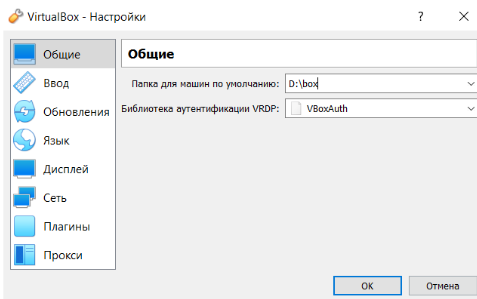 VirtualBox - Настройки
Общие
Ввод
Обновления
Язык
Дисплей
Сеть
Плагины
Прокси
Общие
Папка для машин по умолчанию: D:\box
Библиотека аутентификации VRDP: VBoxAuth
OK Отмена